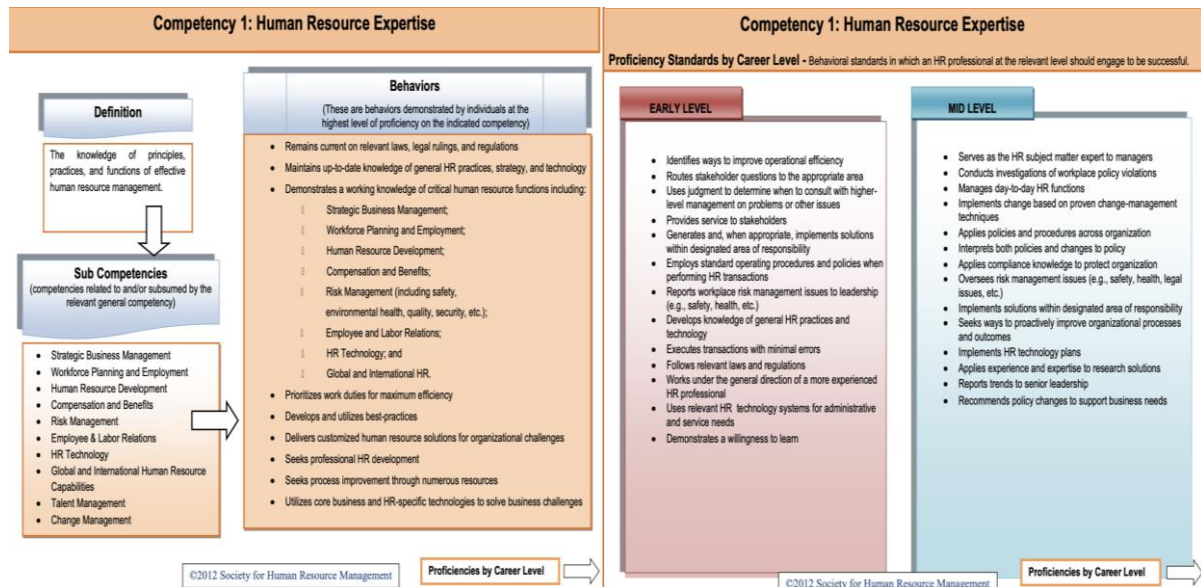 Competency 1: Human Resource Expertise
Definition
The knowledge of principles,
practices, and functions of effective
human resource management.
Sub Competencies
(competencies related to and/or subsumed by the
relevant general competency)
• Strategic Business Management
• Workforce Planning and Employment
• Human Resource Development
• Compensation and Benefits
• Risk Management
• Employee & Labor Relations
• HR Technology
• Global and International Human Resource
Capabilities
• Talent Management
• Change Management
Behaviors
(These are behaviors demonstrated by individuals at the
highest level of proficiency on the indicated competency)
• Remains current on relevant laws, legal rulings, and regulations
• Maintains up-to-date knowledge of general HR practices, strategy, and technology
• Demonstrates a working knowledge of critical human resource functions including:
Strategic Business Management;
Workforce Planning and Employment;
Human Resource Development;
Compensation and Benefits;
Risk Management (including safety,
environmental health, quality, security, etc.);
Employee and Labor Relations;
HR Technology; and
Global and International HR.
• Prioritizes work duties for maximum efficiency
• Develops and utilizes best-practices
• Delivers customized human resource solutions for organizational challenges
• Seeks professional HR development
• Seeks process improvement through numerous resources
• Utilizes core business and HR-specific technologies to solve business challenges
©2012 Society for Human Resource Management
Proficiencies by Career Level
Competency 1: Human Resource Expertise
Proficiency Standards by Career Level - Behavioral standards in which an HR professional at the relevant level should engage to be successful.
EARLY LEVEL
• Identifies ways to improve operational efficiency
• Routes stakeholder questions to the appropriate area
• Uses judgment to determine when to consult with higher-
level management on problems or other issues
• Provides service to stakeholders
• Generates and, when appropriate, implements solutions
within designated area of responsibility
• Employs standard operating procedures and policies when
performing HR transactions
• Reports workplace risk management issues to leadership
(e.g., safety, health, etc.)
• Develops knowledge of general HR practices and
technology
• Executes transactions with minimal errors
• Follows relevant laws and regulations
• Works under the general direction of a more experienced
HR professional
• Uses relevant HR technology systems for administrative
and service needs
• Demonstrates a willingness to learn
MID LEVEL
• Serves as the HR subject matter expert to managers
• Conducts investigations of workplace policy violations
• Manages day-to-day HR functions
• Implements change based on proven change-management
techniques
• Applies policies and procedures across organization
• Interprets both policies and changes to policy
• Applies compliance knowledge to protect organization
• Oversees risk management issues (e.g., safety, health, legal
issues, etc.)
• Implements solutions within designated area of responsibility
• Seeks ways to proactively improve organizational processes
and outcomes
• Implements HR technology plans
• Applies experience and expertise to research solutions
• Reports trends to senior leadership
• Recommends policy changes to support business needs
Proficiencies by Career Level
©2012 Society for Human Resource Management